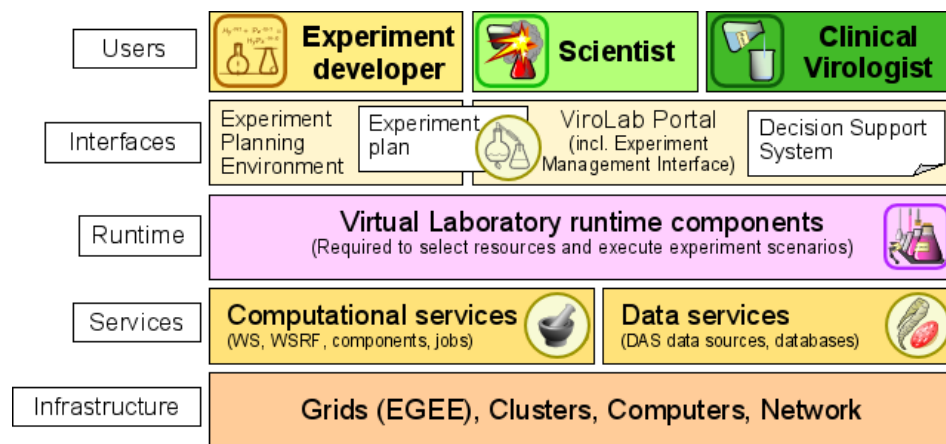 Users
Experiment
developer
Scientist
Clinical
Virologist
Interfaces
Experiment
Planning
Environment
Experiment
plan
ViroLab Portal
(incl. Experiment
Management Interface)
Decision Support
System
Runtime
Virtual Laboratory runtime components
(Required to select resources and execute experiment scenarios)
Services
Computational services
(WS, WSRF, components, jobs)
Data services
(DAS data sources, databases)
Infrastructure
Grids (EGEE), Clusters, Computers, Network